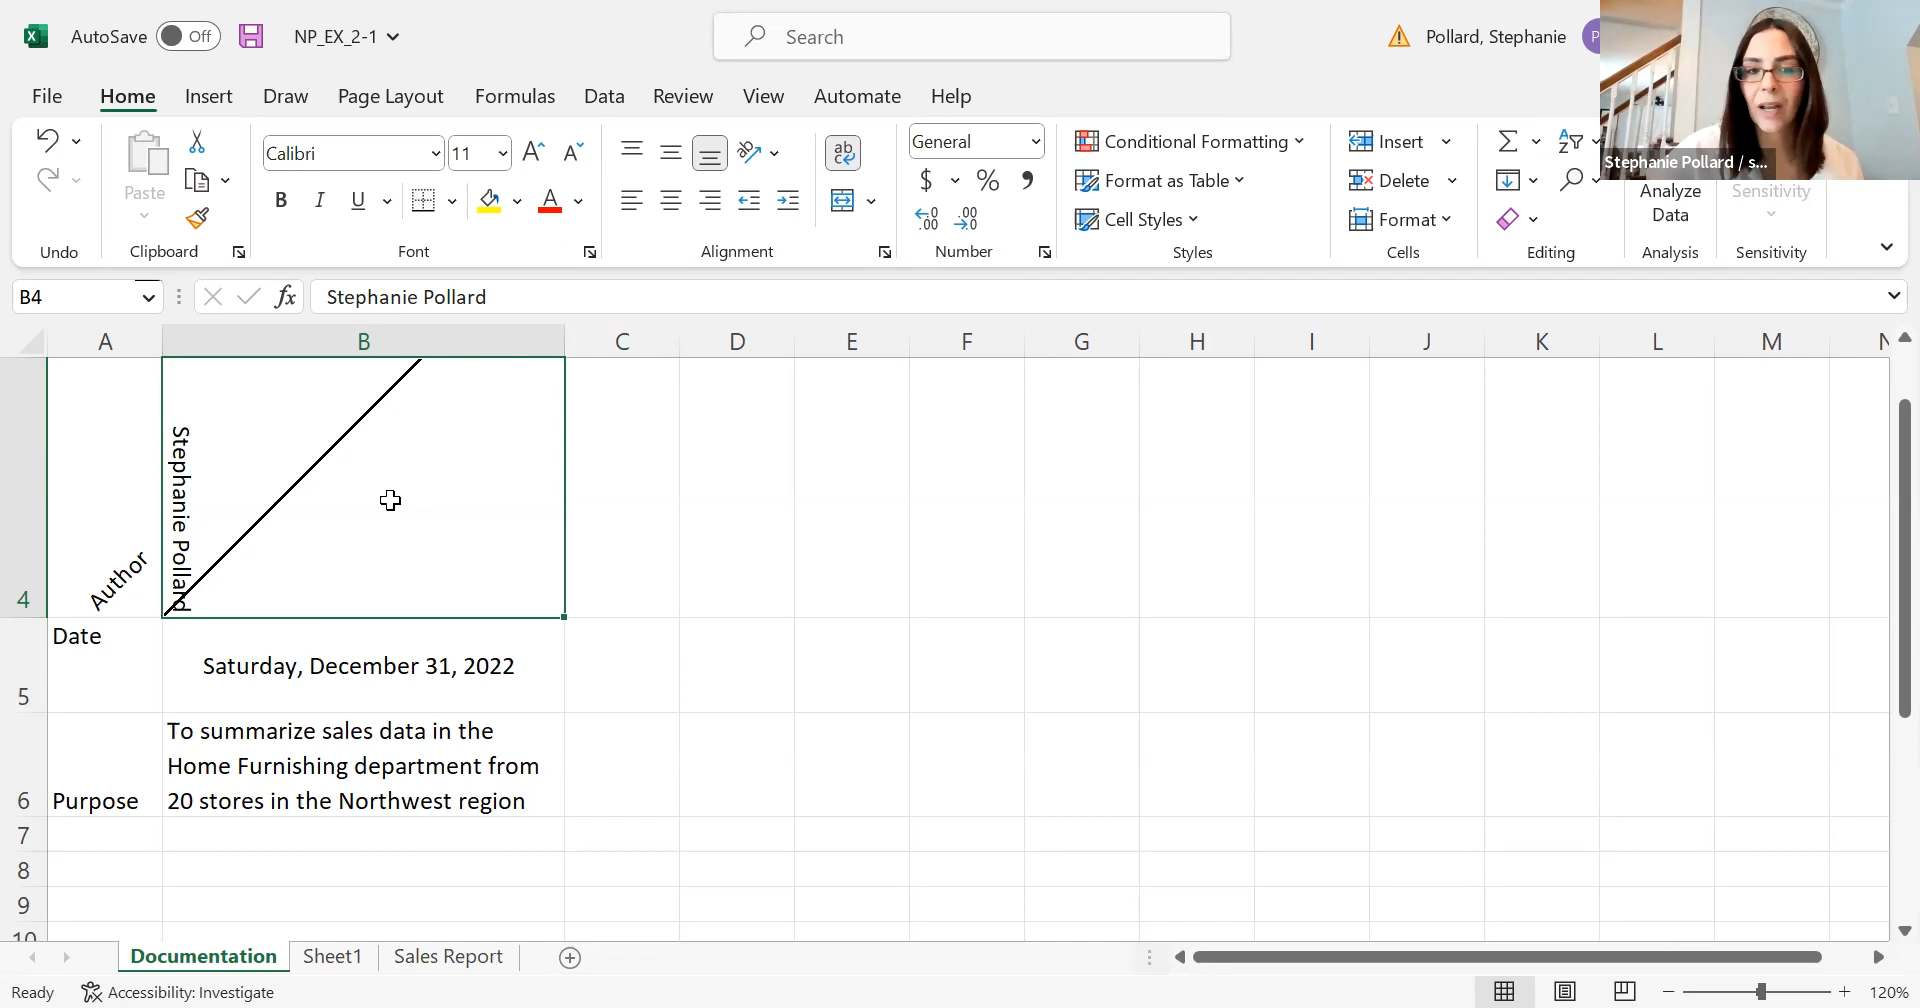 AutoSave Off NP_EX_2-1 Search Pollard, Stephanie P
File Home Insert Draw Page Layout Formulas Data Review View Automate Help
Stephanie Pollard / s...
Undo
Paste
Clipboard
Calibri 11
B I U
Font
ab
Alignment
General
$ % ,
Number
Conditional Formatting
Format as Table
Cell Styles
Styles
Insert
Delete
Format
Cells
Editing
Analyze
Data
Analysis
Sensitivity
Sensitivity
B4 fx Stephanie Pollard
A B C D E F G H I J K L M N
4 Author Stephanie Pollard
5 Date Saturday, December 31, 2022
6 Purpose To summarize sales data in the
Home Furnishing department from
20 stores in the Northwest region
7
8
9
10
Documentation Sheet1 Sales Report
Ready Accessibility: Investigate 120%